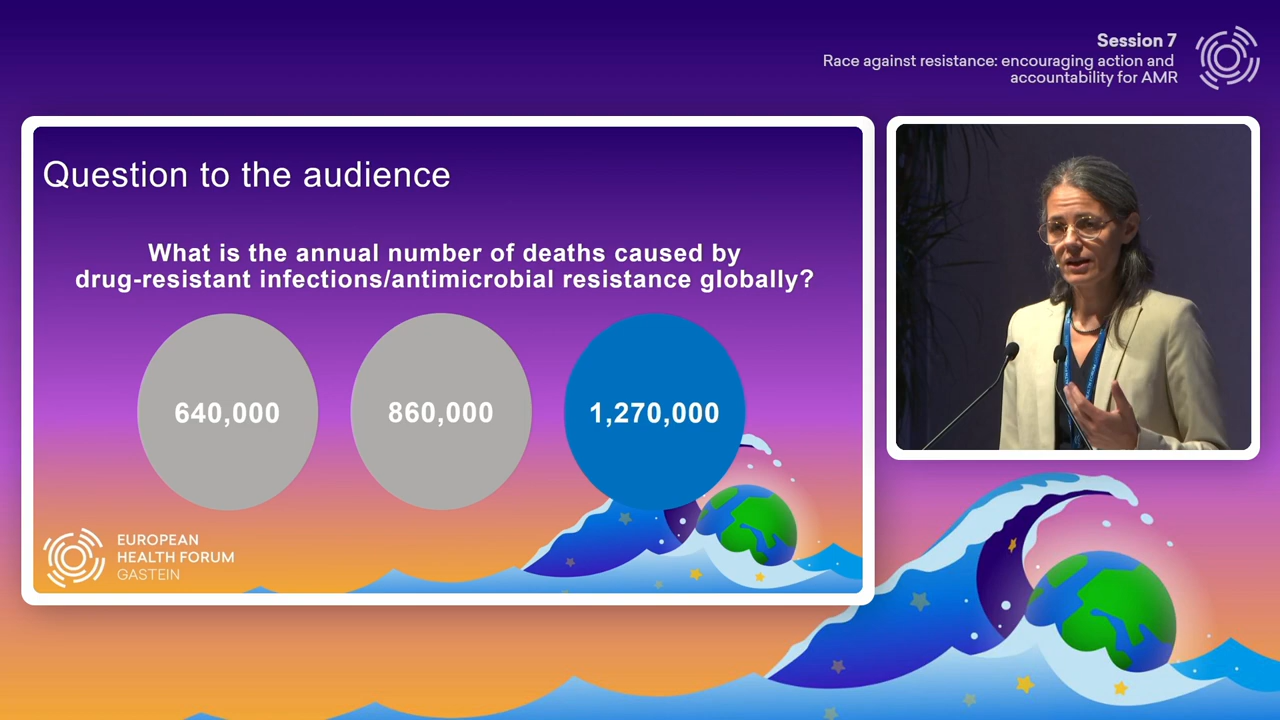 Session 7
Race against resistance: encouraging action and
accountability for AMR
Question to the audience
What is the annual number of deaths caused by
drug-resistant infections/antimicrobial resistance globally?
640,000
860,000
1,270,000
EUROPEAN
HEALTH FORUM
GASTEIN